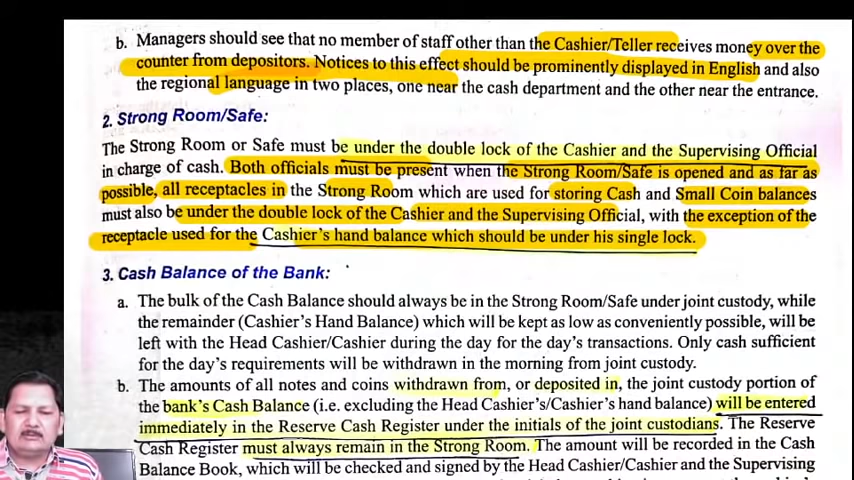 b. Managers should see that no member of staff other than the Cashier/Teller receives money over the
counter from depositors. Notices to this effect should be prominently displayed in English and also
the regional language in two places, one near the cash department and the other near the entrance.
2. Strong Room/Safe:
The Strong Room or Safe must be under the double lock of the Cashier and the Supervising Official
in charge of cash. Both officials must be present when the Strong Room/Safe is opened and as far as
possible, all receptacles in the Strong Room which are used for storing Cash and Small Coin balances
must also be under the double lock of the Cashier and the Supervising Official, with the exception of the
receptacle used for the Cashier's hand balance which should be under his single lock.
3. Cash Balance of the Bank:
a. The bulk of the Cash Balance should always be in the Strong Room/Safe under joint custody, while
the remainder (Cashier's Hand Balance) which will be kept as low as conveniently possible, will be
left with the Head Cashier/Cashier during the day for the day's transactions. Only cash sufficient
for the day's requirements will be withdrawn in the morning from joint custody.
b. The amounts of all notes and coins withdrawn from, or deposited in, the joint custody portion of
the bank's Cash Balance (i.e. excluding the Head Cashier's/Cashier's hand balance) will be entered
immediately in the Reserve Cash Register under the initials of the joint custodians. The Reserve
Cash Register must always remain in the Strong Room. The amount will be recorded in the Cash
Balance Book, which will be checked and signed by the Head Cashier/Cashier and the Supervising